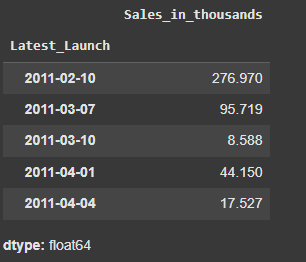 Sales_in_thousands
Latest_Launch
2011-02-10 276.970
2011-03-07 95.719
2011-03-10 8.588
2011-04-01 44.150
2011-04-04 17.527
dtype: float64